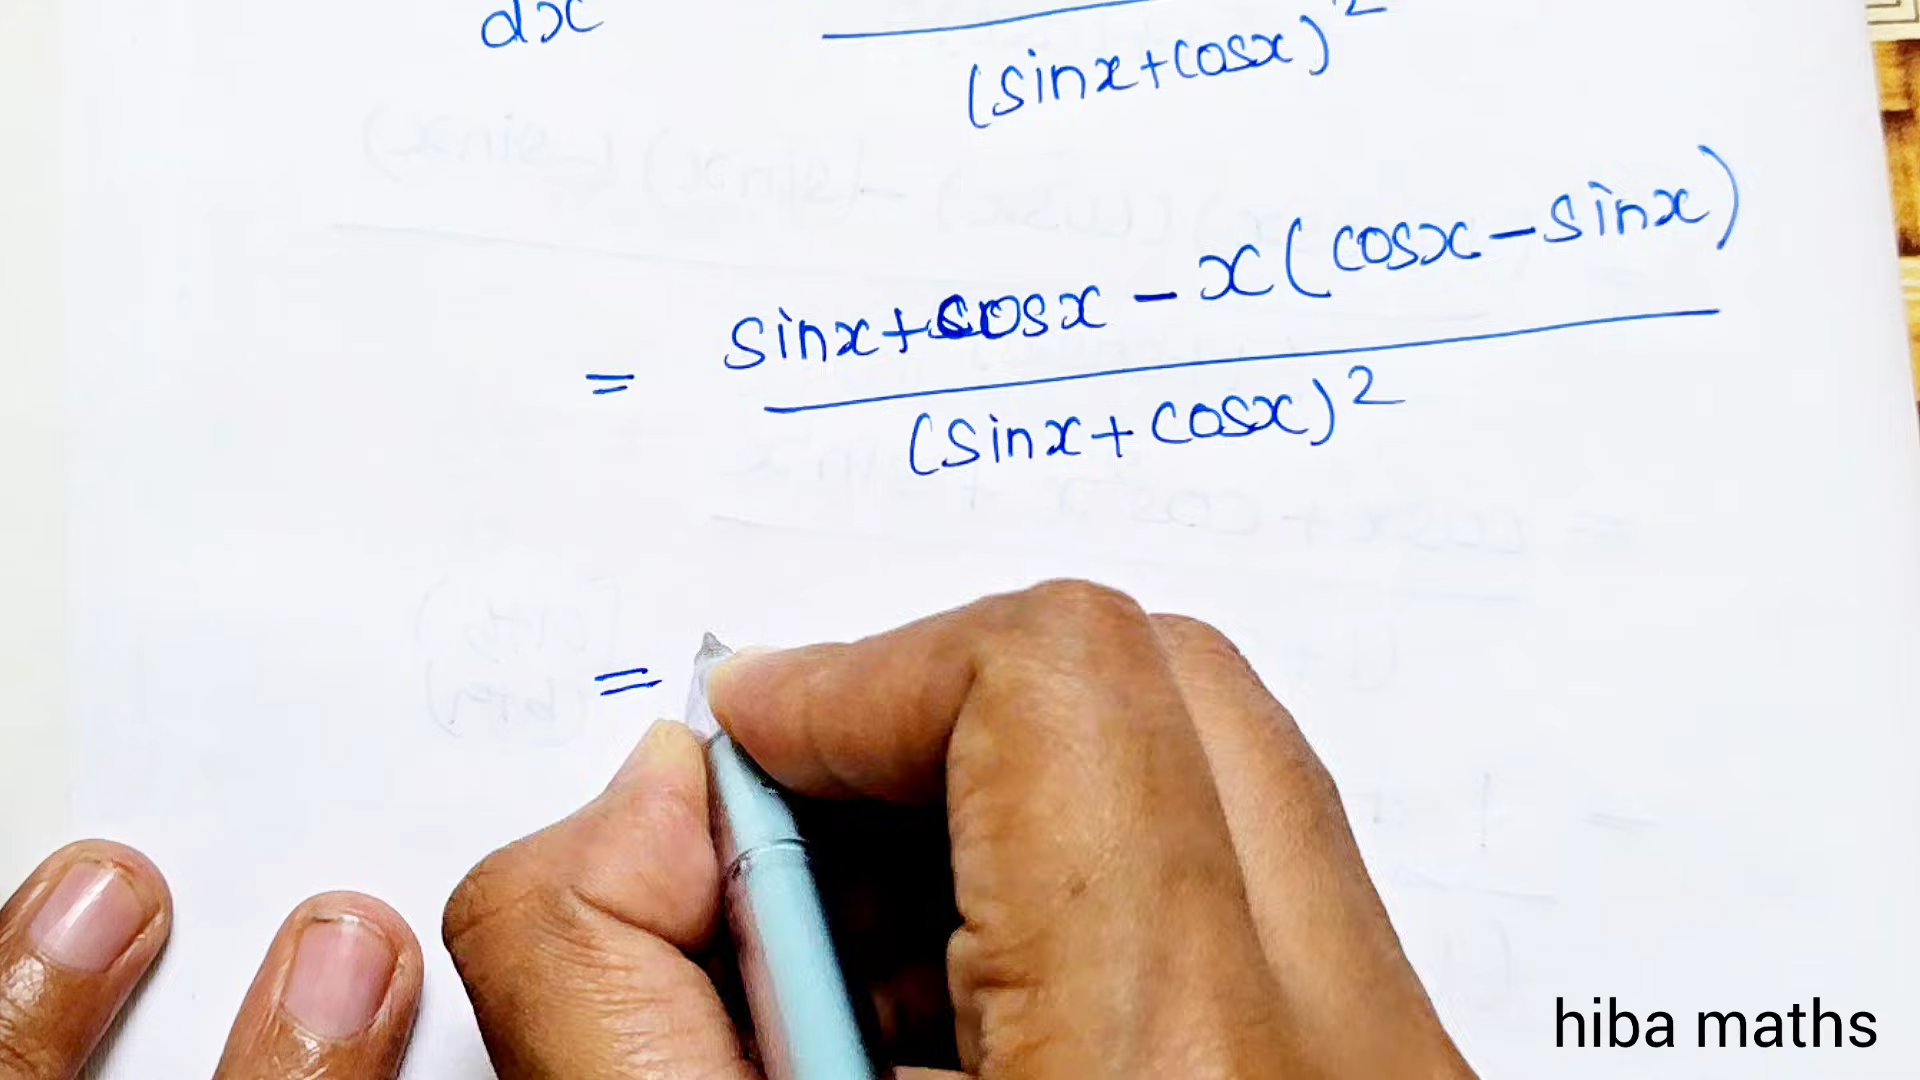 dx
(sinx+cosx)²
= sinx+cosx - x(cosx-sinx)
(sinx+cosx)²
=
hiba maths